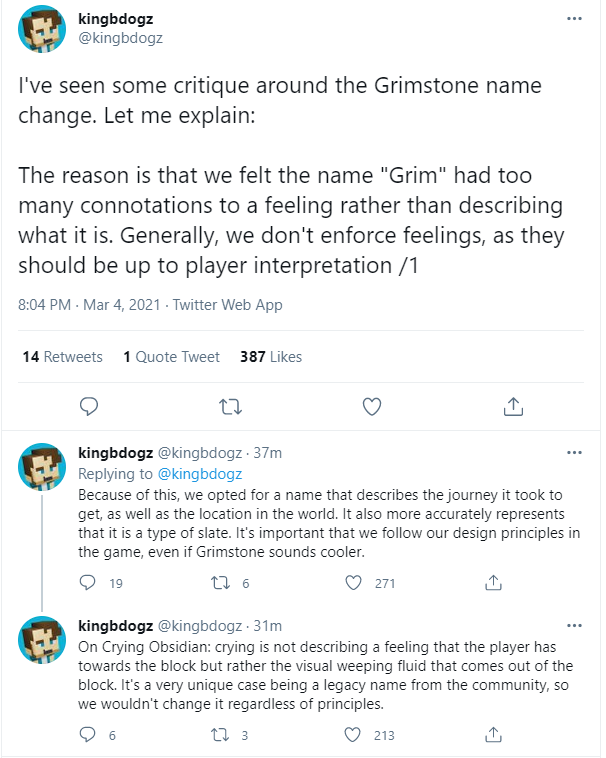 kingbdogz
@kingbdogz
I've seen some critique around the Grimstone name
change. Let me explain:
The reason is that we felt the name "Grim" had too
many connotations to a feeling rather than describing
what it is. Generally, we don't enforce feelings, as they
should be up to player interpretation /1
8:04 PM · Mar 4, 2021 · Twitter Web App
14 Retweets 1 Quote Tweet 387 Likes
kingbdogz @kingbdogz · 37m
Replying to @kingbdogz
Because of this, we opted for a name that describes the journey it took to
get, as well as the location in the world. It also more accurately represents
that it is a type of slate. It's important that we follow our design principles in
the game, even if Grimstone sounds cooler.
19 6 271
kingbdogz @kingbdogz · 31m
On Crying Obsidian: crying is not describing a feeling that the player has
towards the block but rather the visual weeping fluid that comes out of the
block. It's a very unique case being a legacy name from the community, so
we wouldn't change it regardless of principles.
6 3 213